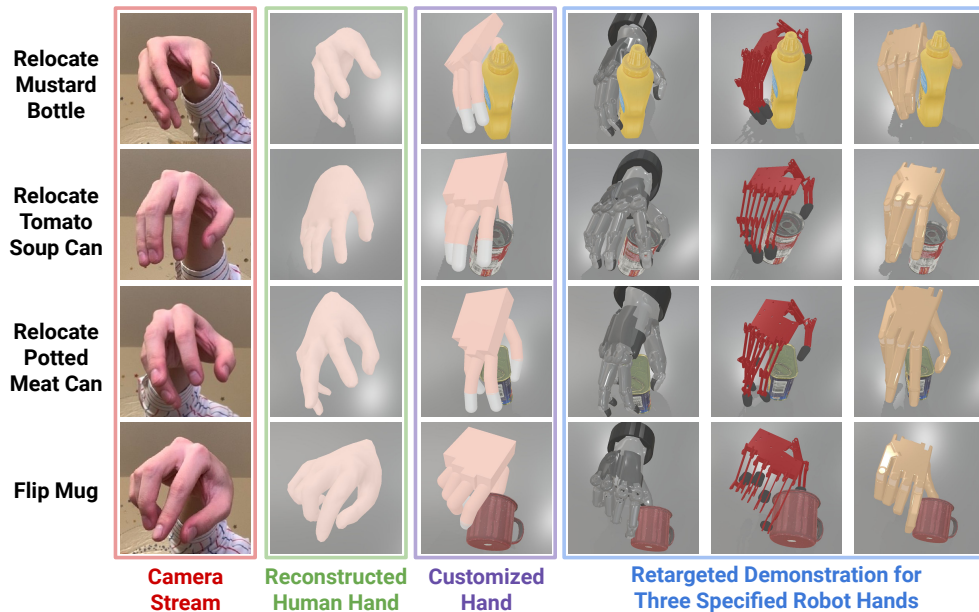 Relocate
Mustard
Bottle
Relocate
Tomato
Soup Can
Relocate
Potted
Meat Can
Flip Mug
Camera
Stream
Reconstructed
Human Hand
Customized
Hand
Retargeted Demonstration for
Three Specified Robot Hands